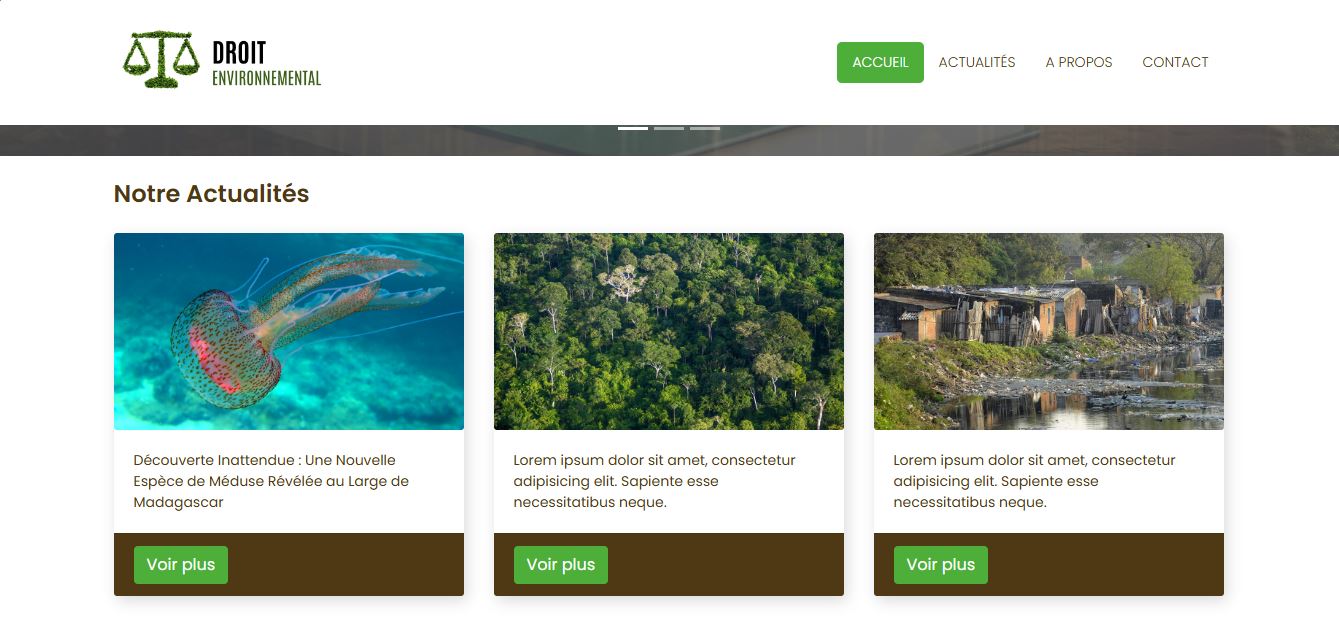 DROIT
ENVIRONNEMENTAL
ACCUEIL
ACTUALITÉS
A PROPOS
CONTACT
Notre Actualités
Découverte Inattendue : Une Nouvelle
Espèce de Méduse Révélée au Large de
Madagascar
Voir plus
Lorem ipsum dolor sit amet, consectetur
adipisicing elit. Sapiente esse
necessitatibus neque.
Voir plus
Lorem ipsum dolor sit amet, consectetur
adipisicing elit. Sapiente esse
necessitatibus neque.
Voir plus